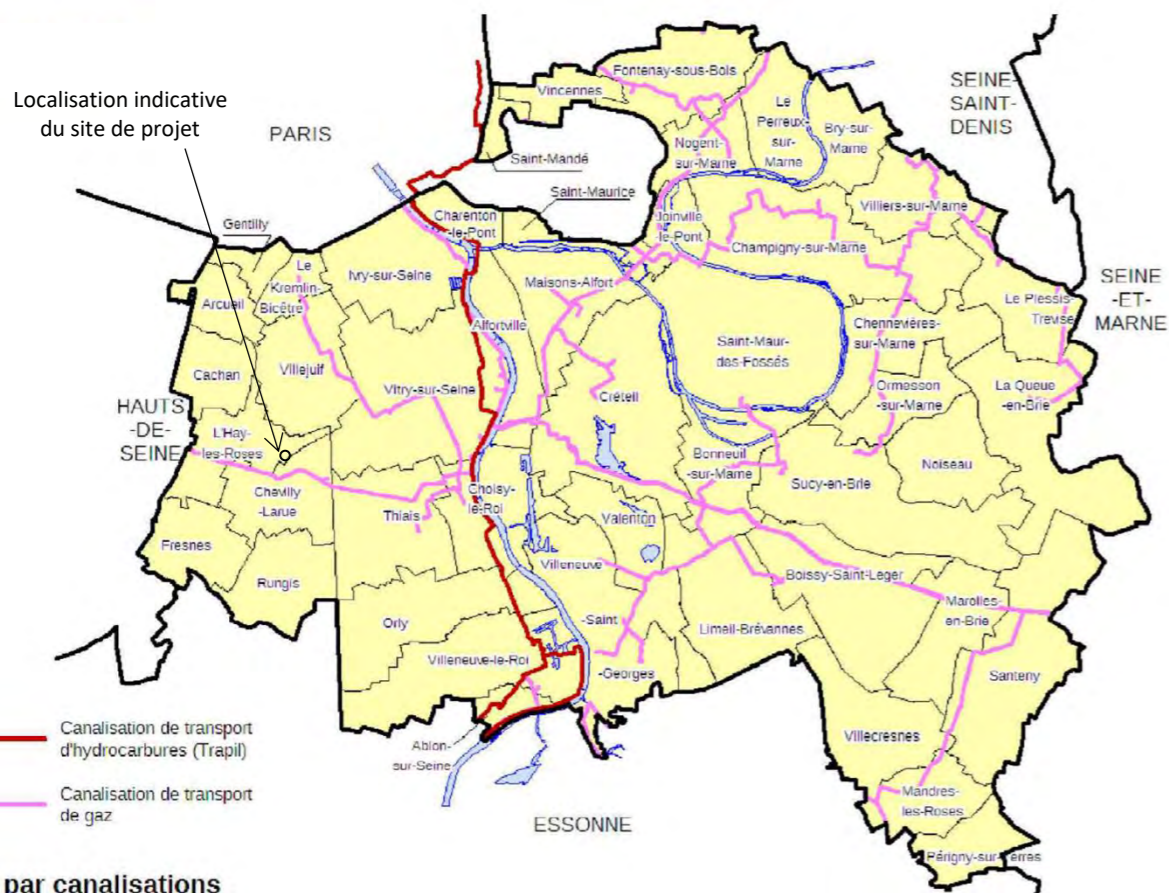 Localisation indicative
du site de projet
PARIS
SEINE-
SAINT-
DENIS
Fontenay-sous-Bois
Vincennes
Le
Perreux-
sur-
Marne
Bry-sur-
Marne
Nogent-
sur-Marne
Saint-Mandé
Saint-Maurice
Charenton
-le-Pont
Joinville
-le-Pont
Villiers-sur-Marne
Champigny-sur-Marne
Gentilly
Le
Kremlin-
Bicêtre
Ivry-sur-Seine
Arcueil
Maisons-Alfort
SEINE
-ET-
MARNE
Le Plessis-
Trevise
Alfortville
Chennevières-
sur-Marne
Saint-Maur-
des-Fossés
Cachan
Villejuif
Vitry-sur-Seine
Créteil
Ormesson
-sur-Marne
La Queue
-en-Brie
HAUTS
-DE-
SEINE
L'Hay-
les-Roses
Bonneuil
-sur-Marne
Noiseau
Sucy-en-Brie
Chevilly
-Larue
Thiais
Choisy-
le-Roi
Valenton
Fresnes
Rungis
Villeneuve
-Saint
-Georges
Boissy-Saint-Leger
Marolles-
en-Brie
Orly
Limeil-Brévannes
Villeneuve-le-Roi
Santeny
Canalisation de transport
d'hydrocarbures (Trapil)
Ablon-
sur-Seine
Villecresnes
Canalisation de transport
de gaz
Mandres-
les-Roses
ESSONNE
Périgny-sur-Yerres
par canalisations